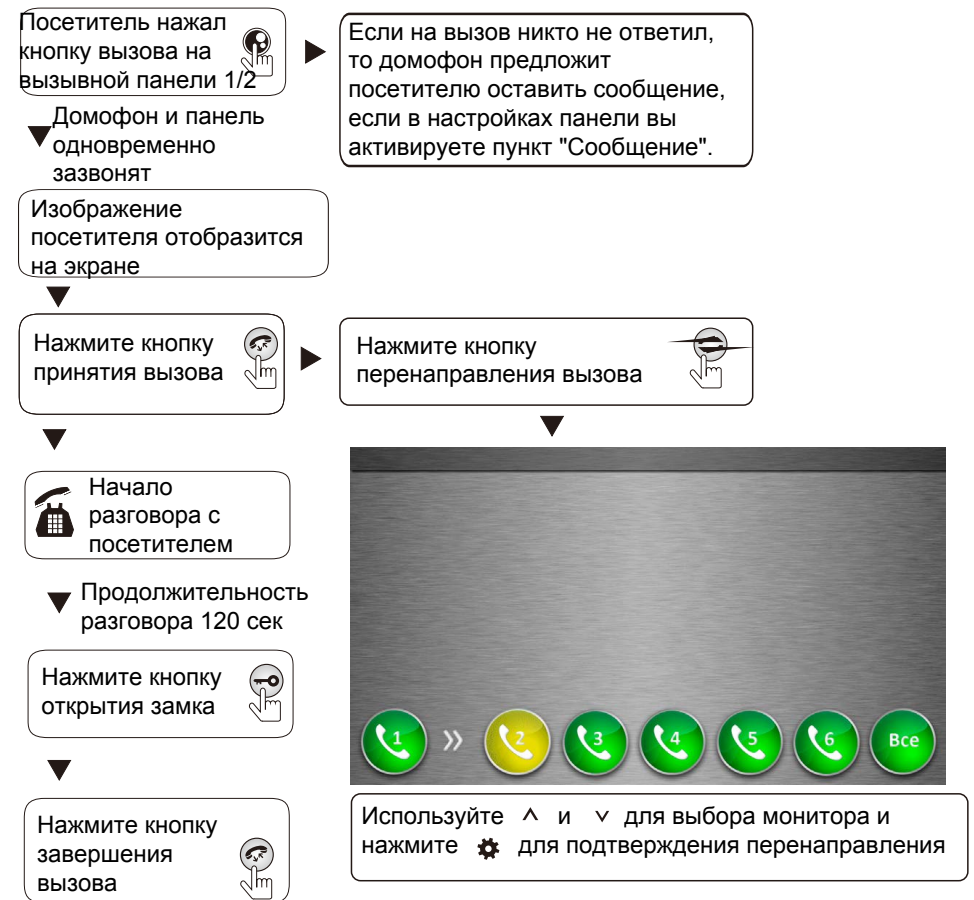 Посетитель нажал
кнопку вызова на
вызывной панели 1/2
Если на вызов никто не ответил,
то домофон предложит
посетителю оставить сообщение,
если в настройках панели вы
активируете пункт "Сообщение".
Домофон и панель
одновременно
зазвонят
Изображение
посетителя отобразится
на экране
Нажмите кнопку
принятия вызова
Нажмите кнопку
перенаправления вызова
Начало
разговора с
посетителем
Продолжительность
разговора 120 сек
Нажмите кнопку
открытия замка
1 » 2 3 4 5 6 Все
Используйте ^ и v для выбора монитора и
нажмите для подтверждения перенаправления
Нажмите кнопку
завершения
вызова